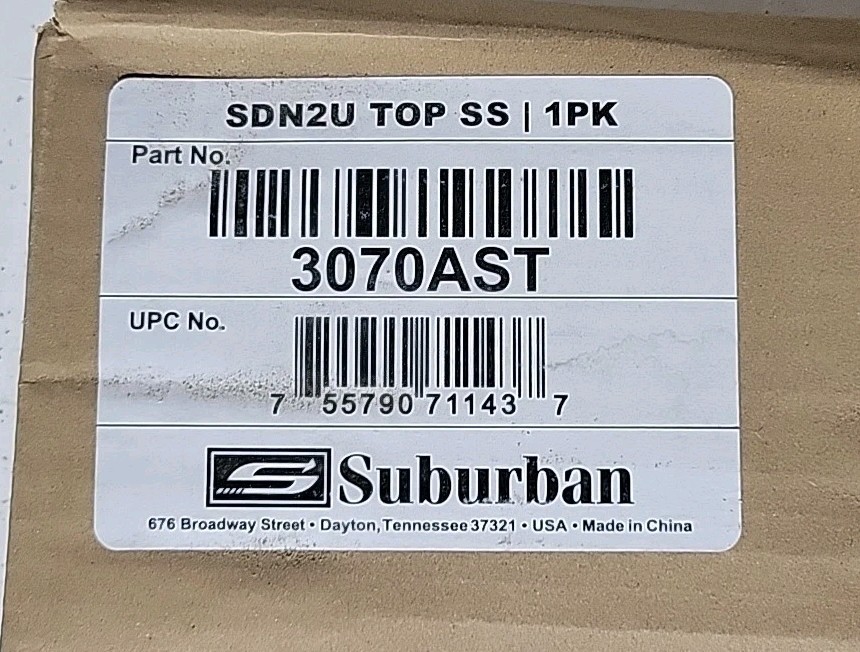 SDN2U TOP SS | 1PK
Part No.
3070AST
UPC No.
7 55790 71143 7
Suburban
676 Broadway Street • Dayton, Tennessee 37321 • USA • Made in China